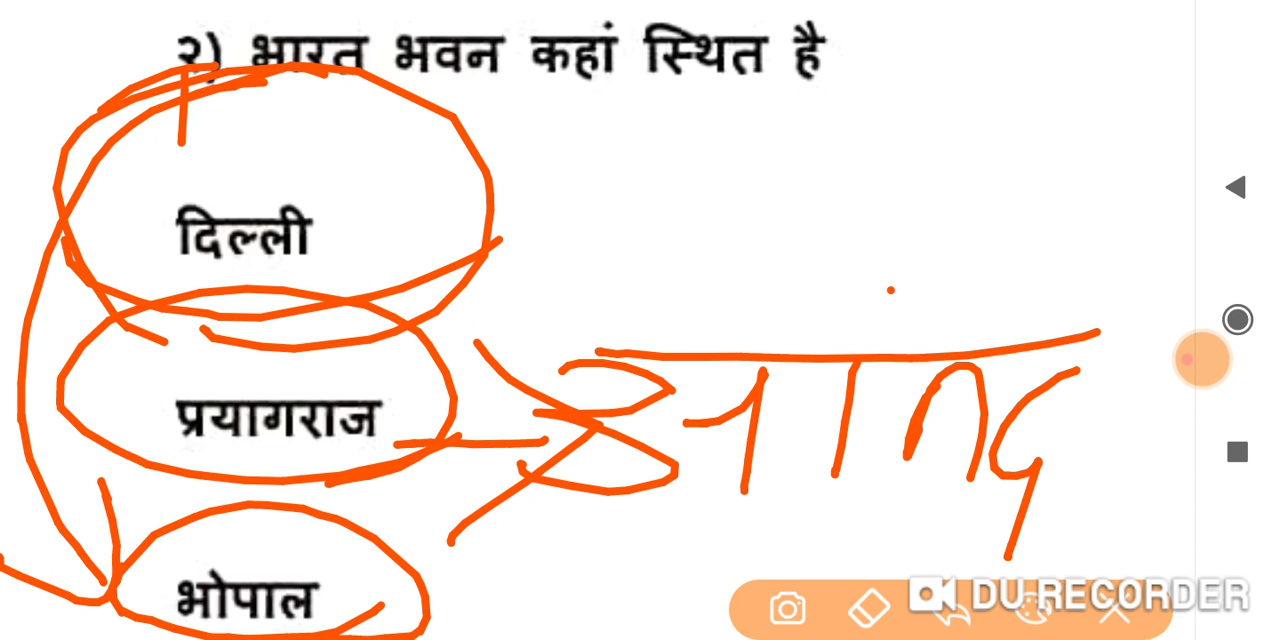 २) भारत भवन कहां स्थित है
दिल्ली
प्रयागराज
भोपाल
DU RECORDER